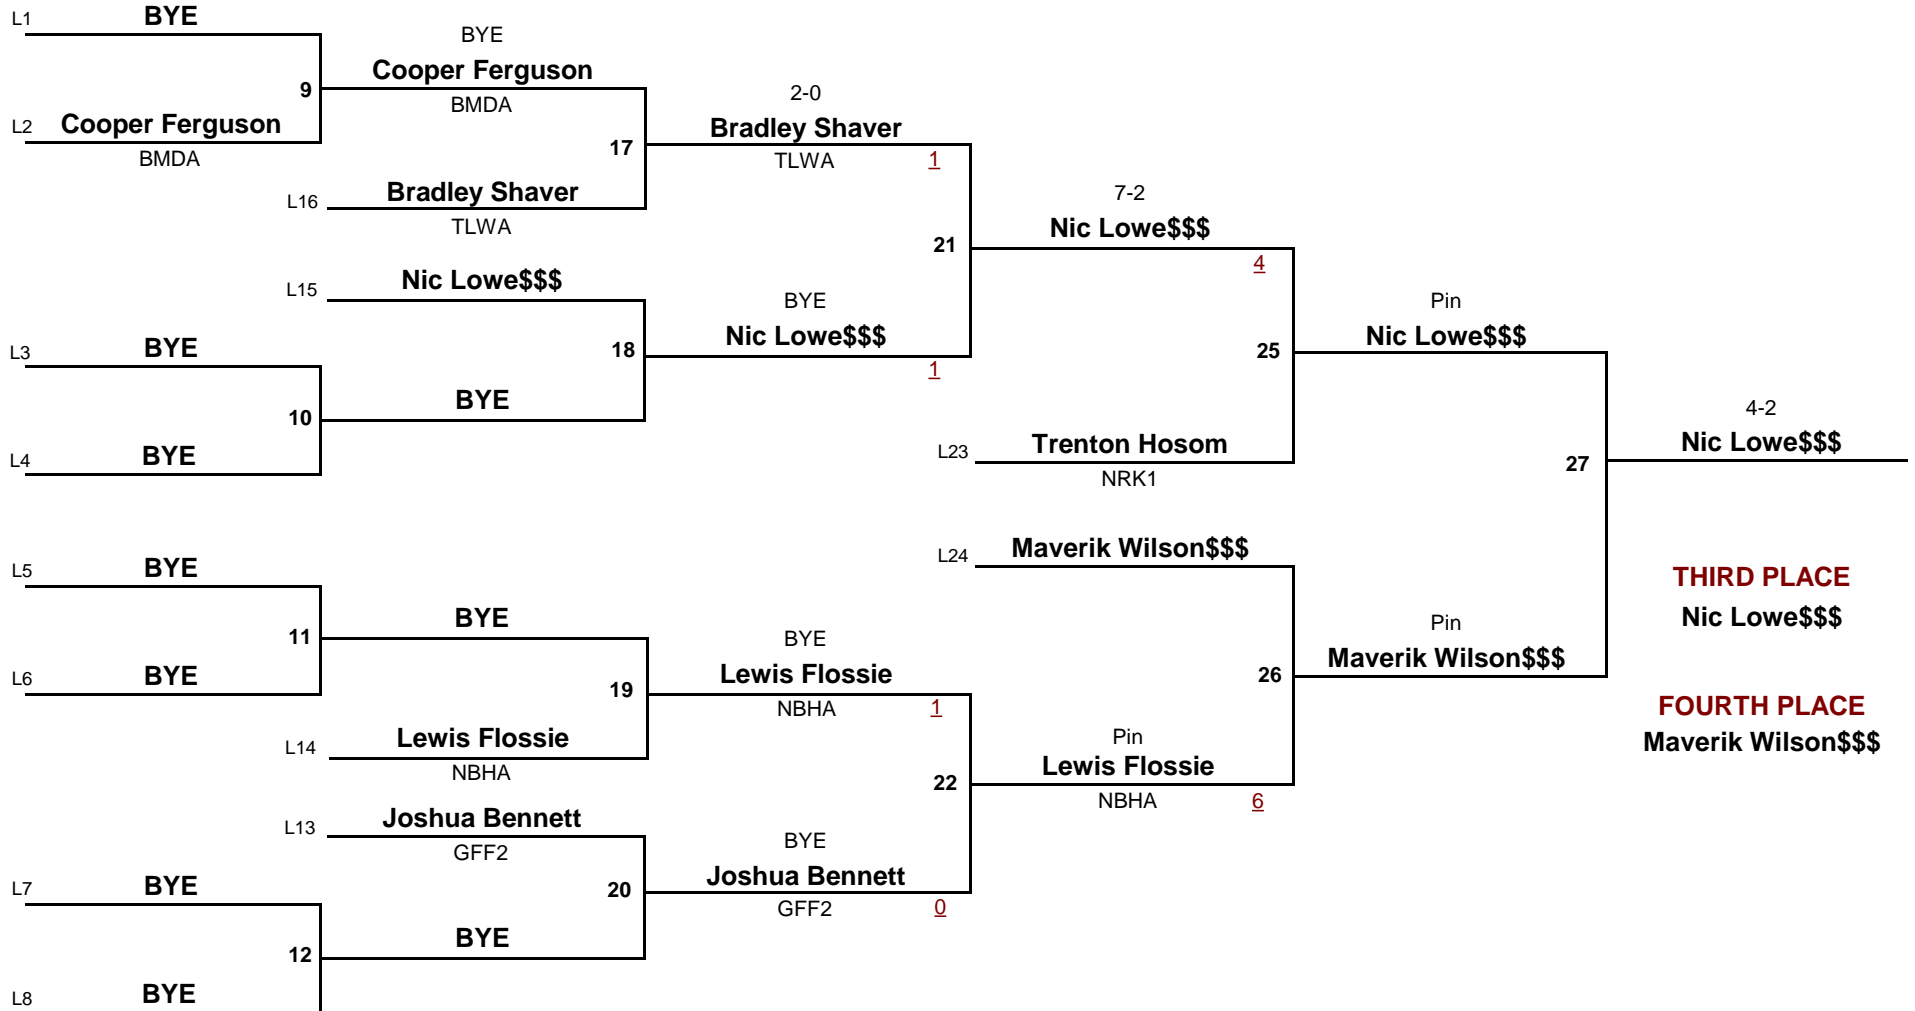 L1 BYE
BYE
Cooper Ferguson
9
BMDA
2-0
L2 Cooper Ferguson
BMDA
Bradley Shaver
17
TLWA 1
L16 Bradley Shaver
TLWA
7-2
Nic Lowe$$$
21
4
L15 Nic Lowe$$$
BYE
Nic Lowe$$$
18
1
Pin
Nic Lowe$$$
25
L3 BYE
10
BYE
L4 BYE
4-2
Nic Lowe$$$
27
L23 Trenton Hosom
NRK1
L24 Maverik Wilson$$$
L5 BYE
11
BYE
L6 BYE
BYE
Lewis Flossie
19
NBHA 1
L14 Lewis Flossie
NBHA
THIRD PLACE
Nic Lowe$$$
Pin
Maverik Wilson$$$
26
FOURTH PLACE
Maverik Wilson$$$
Pin
Lewis Flossie
22
NBHA 6
L13 Joshua Bennett
GFF2
BYE
Joshua Bennett
20
GFF2 0
L7 BYE
12
BYE
L8 BYE